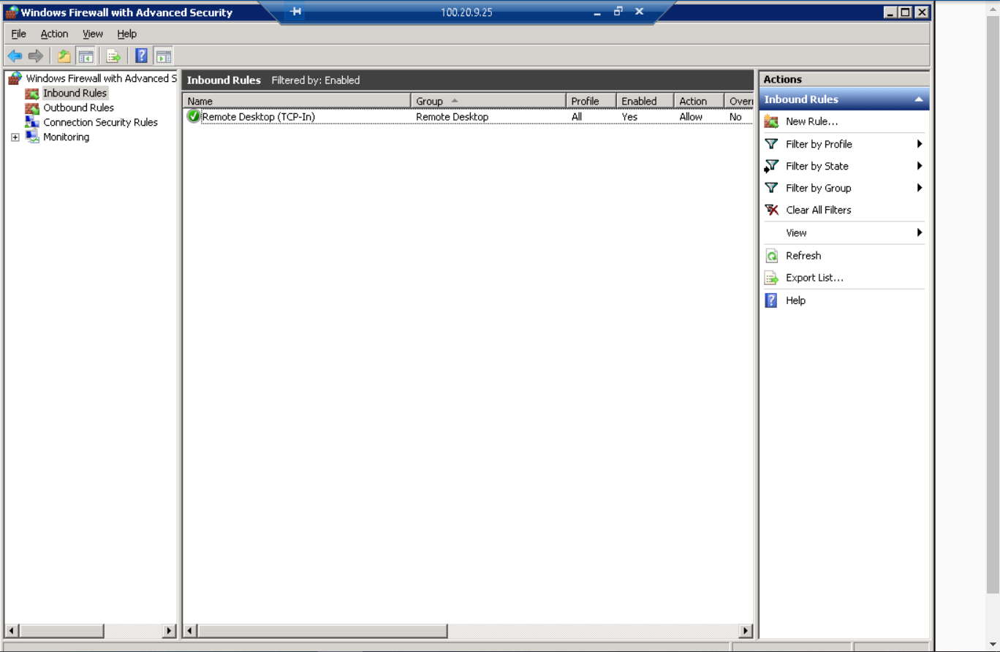 Windows Firewall with Advanced Security
100.20.9.25
File Action View Help
Windows Firewall with Advanced S
Inbound Rules
Outbound Rules
Connection Security Rules
Monitoring
Inbound Rules Filtered by: Enabled
Name Group Profile Enabled Action Overr
Remote Desktop (TCP-In) Remote Desktop All Yes Allow No
Actions
Inbound Rules
New Rule...
Filter by Profile
Filter by State
Filter by Group
Clear All Filters
View
Refresh
Export List...
Help